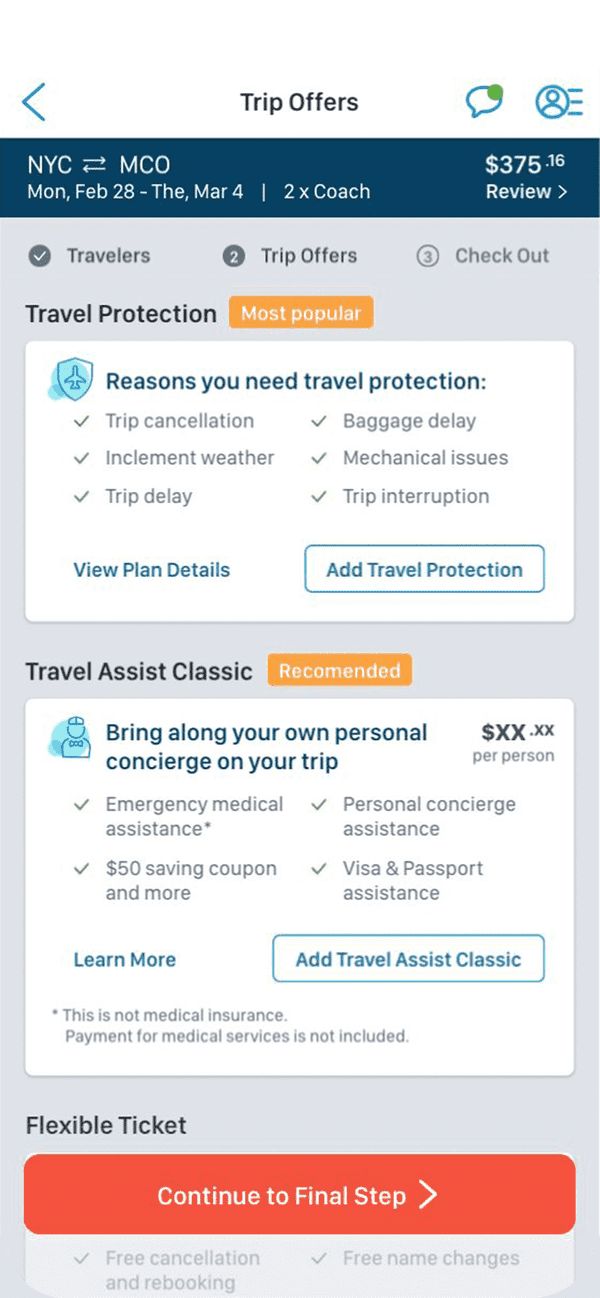 Trip Offers
NYC ⇄ MCO
$375.16
Mon, Feb 28 - The, Mar 4 | 2 x Coach
Review >
Travelers
2 Trip Offers
3 Check Out
Travel Protection
Most popular
Reasons you need travel protection:
Trip cancellation
Baggage delay
Inclement weather
Mechanical issues
Trip delay
Trip interruption
View Plan Details
Add Travel Protection
Travel Assist Classic
Recomended
Bring along your own personal
concierge on your trip
$XX.xx
per person
Emergency medical
assistance*
Personal concierge
assistance
$50 saving coupon
and more
Visa & Passport
assistance
Learn More
Add Travel Assist Classic
* This is not medical insurance.
Payment for medical services is not included.
Flexible Ticket
Continue to Final Step >
Free cancellation
and rebooking
Free name changes